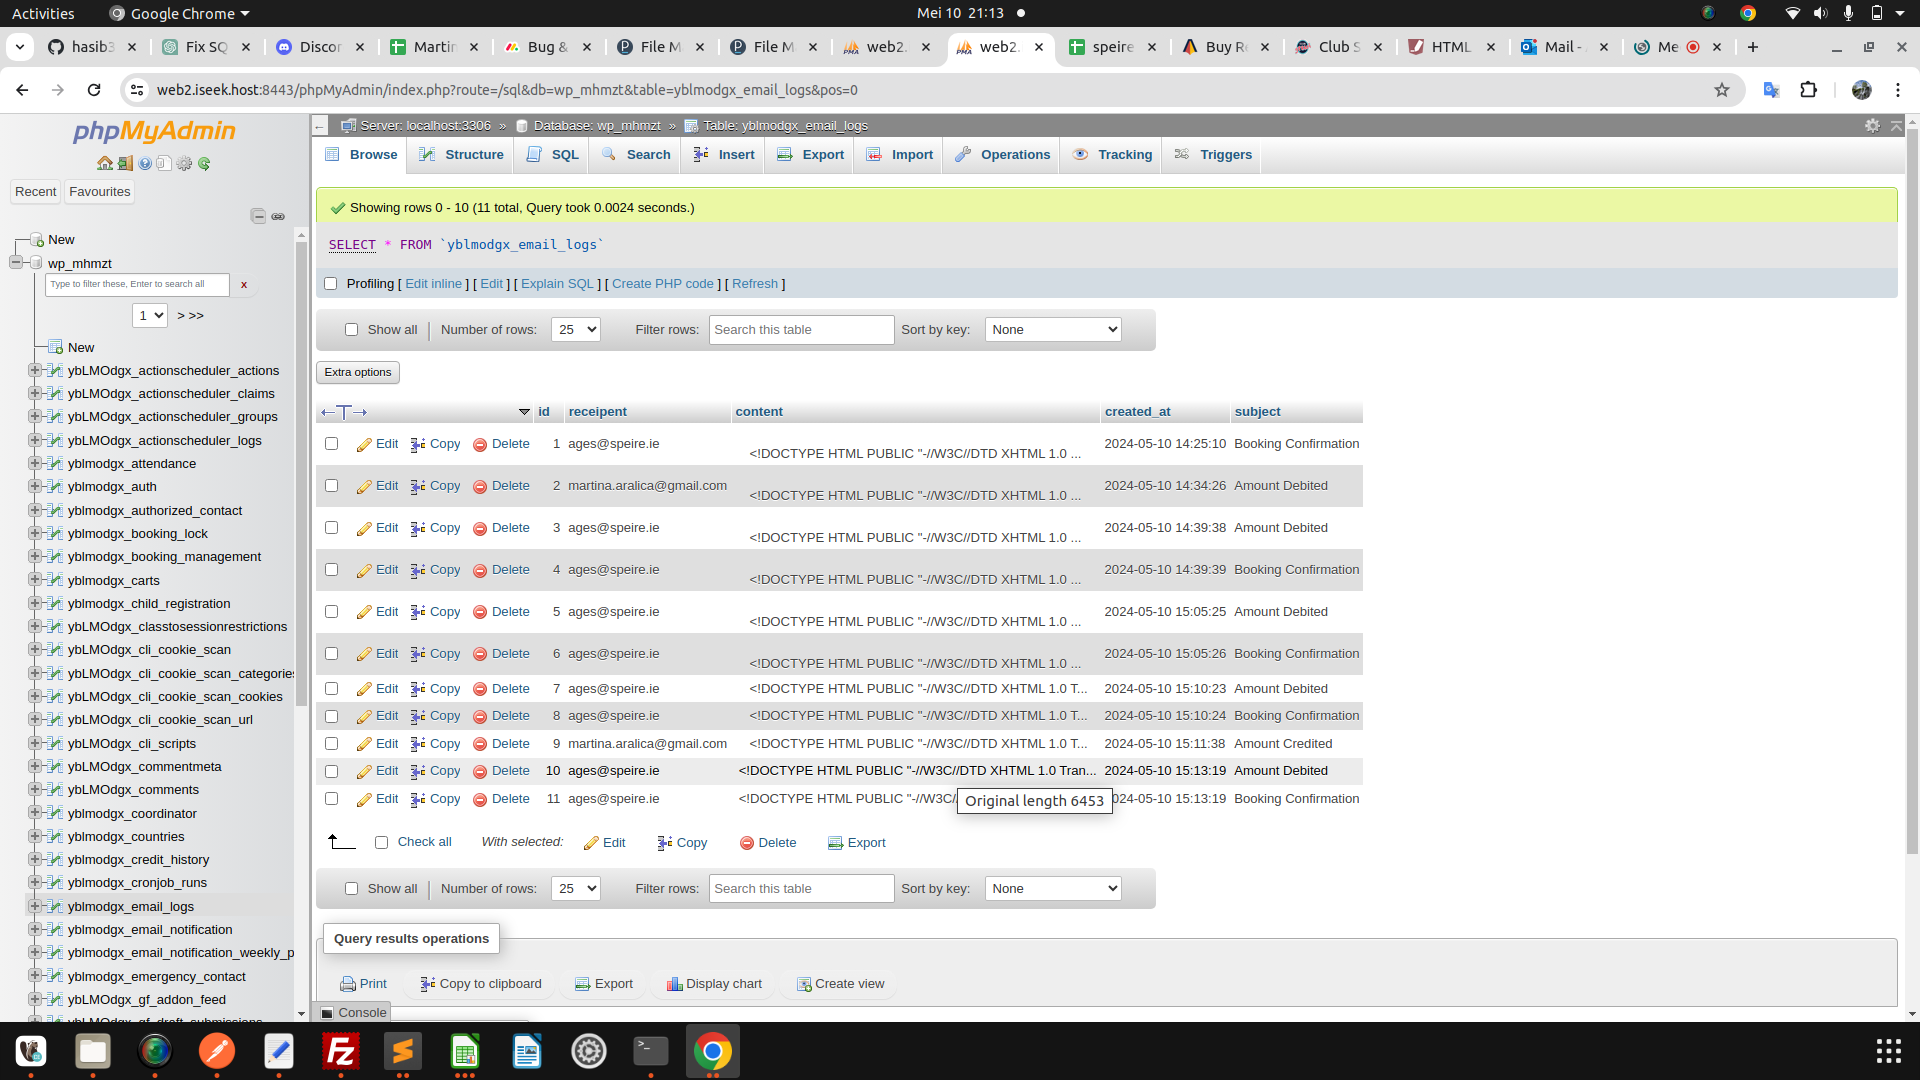 Activities
Google Chrome
Mei 10 21:13
hasib3
Fix SQ
Discor
Martin
Bug &
File M
File M
web2.
web2.
speire
Buy Re
Club S
HTML
Mail -
Me
web2.iseek.host:8443/phpMyAdmin/index.php?route=/sql&db=wp_mhmzt&table=yblmodgx_email_logs&pos=0
phpMyAdmin
Recent
Favourites
New
wp_mhmzt
Type to filter these, Enter to search all
x
1
> >>
New
ybLMOdgx_actionscheduler_actions
ybLMOdgx_actionscheduler_claims
ybLMOdgx_actionscheduler_groups
ybLMOdgx_actionscheduler_logs
yblmodgx_attendance
yblmodgx_auth
yblmodgx_authorized_contact
yblmodgx_booking_lock
yblmodgx_booking_management
yblmodgx_carts
yblmodgx_child_registration
ybLMOdgx_classtosessionrestrictions
ybLMOdgx_cli_cookie_scan
ybLMOdgx_cli_cookie_scan_categories
ybLMOdgx_cli_cookie_scan_cookies
ybLMOdgx_cli_cookie_scan_url
ybLMOdgx_cli_scripts
ybLMOdgx_commentmeta
ybLMOdgx_comments
yblmodgx_coordinator
yblmodgx_countries
yblmodgx_credit_history
yblmodgx_cronjob_runs
yblmodgx_email_logs
yblmodgx_email_notification
yblmodgx_email_notification_weekly_p
yblmodgx_emergency_contact
ybLMOdgx_gf_addon_feed
Server: localhost:3306 » Database: wp_mhmzt » Table: yblmodgx_email_logs
Browse
Structure
SQL
Search
Insert
Export
Import
Operations
Tracking
Triggers
Showing rows 0 - 10 (11 total, Query took 0.0024 seconds.)
SELECT * FROM `yblmodgx_email_logs`
Profiling [ Edit inline ] [ Edit ] [ Explain SQL ] [ Create PHP code ] [ Refresh ]
Show all
Number of rows: 25
Filter rows: Search this table
Sort by key: None
Extra options
id receipent content created_at subject
Edit Copy Delete 1 ages@speire.ie <!DOCTYPE HTML PUBLIC "-//W3C//DTD XHTML 1.0 ... 2024-05-10 14:25:10 Booking Confirmation
Edit Copy Delete 2 martina.aralica@gmail.com <!DOCTYPE HTML PUBLIC "-//W3C//DTD XHTML 1.0 ... 2024-05-10 14:34:26 Amount Debited
Edit Copy Delete 3 ages@speire.ie <!DOCTYPE HTML PUBLIC "-//W3C//DTD XHTML 1.0 ... 2024-05-10 14:39:38 Amount Debited
Edit Copy Delete 4 ages@speire.ie <!DOCTYPE HTML PUBLIC "-//W3C//DTD XHTML 1.0 ... 2024-05-10 14:39:39 Booking Confirmation
Edit Copy Delete 5 ages@speire.ie <!DOCTYPE HTML PUBLIC "-//W3C//DTD XHTML 1.0 ... 2024-05-10 15:05:25 Amount Debited
Edit Copy Delete 6 ages@speire.ie <!DOCTYPE HTML PUBLIC "-//W3C//DTD XHTML 1.0 ... 2024-05-10 15:05:26 Booking Confirmation
Edit Copy Delete 7 ages@speire.ie <!DOCTYPE HTML PUBLIC "-//W3C//DTD XHTML 1.0 T... 2024-05-10 15:10:23 Amount Debited
Edit Copy Delete 8 ages@speire.ie <!DOCTYPE HTML PUBLIC "-//W3C//DTD XHTML 1.0 T... 2024-05-10 15:10:24 Booking Confirmation
Edit Copy Delete 9 martina.aralica@gmail.com <!DOCTYPE HTML PUBLIC "-//W3C//DTD XHTML 1.0 T... 2024-05-10 15:11:38 Amount Credited
Edit Copy Delete 10 ages@speire.ie <!DOCTYPE HTML PUBLIC "-//W3C//DTD XHTML 1.0 Tran... 2024-05-10 15:13:19 Amount Debited
Edit Copy Delete 11 ages@speire.ie <!DOCTYPE HTML PUBLIC "-//W3C/ 024-05-10 15:13:19 Booking Confirmation
Original length 6453
Check all With selected: Edit Copy Delete Export
Show all
Number of rows: 25
Filter rows: Search this table
Sort by key: None
Query results operations
Print
Copy to clipboard
Export
Display chart
Create view
Console